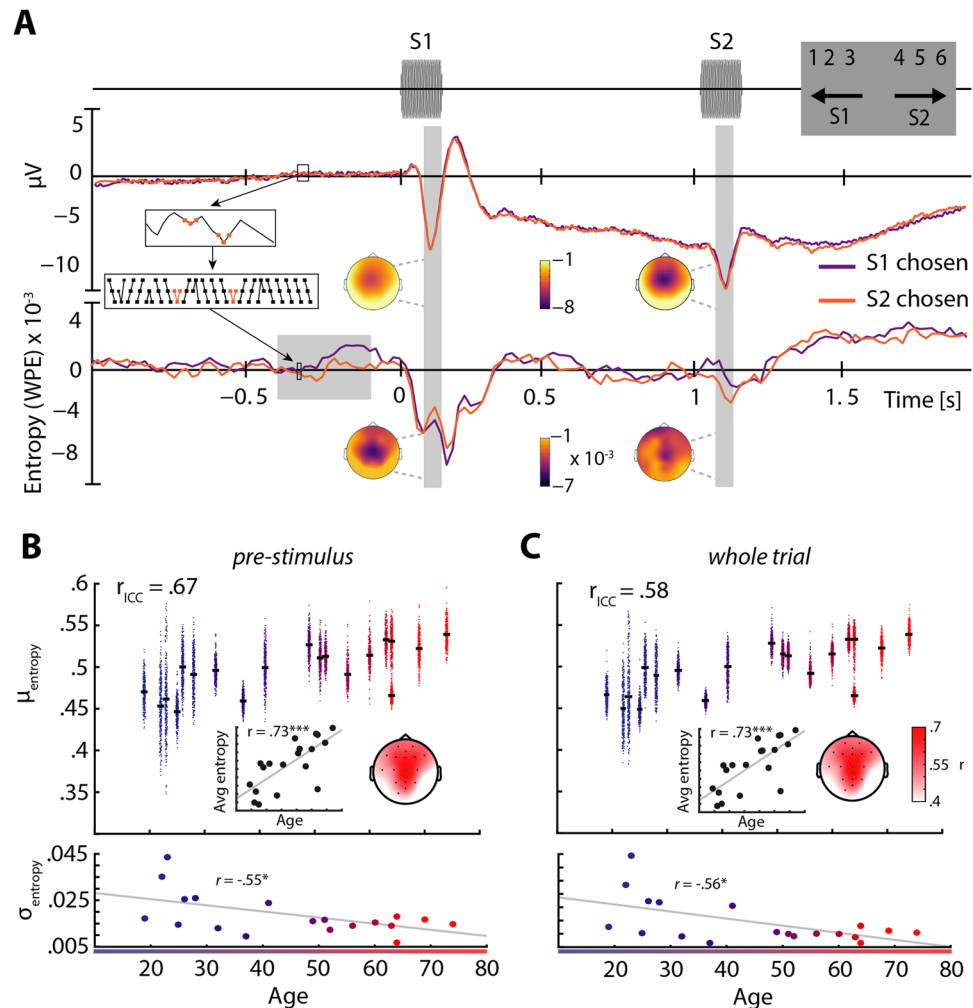 A
S1
S2
1 2 3
4 5 6
S1
S2
5
0
−5
−10
µV
−1
−8
S1 chosen
S2 chosen
Entropy (WPE) x 10⁻³
4
0
−4
−8
−0.5
0
0.5
1
1.5
Time [s]
−1
x 10⁻³
−7
B
pre-stimulus
r_ICC = .67
.6
.55
.5
.45
.4
.35
μ_entropy
r = .73***
Avg entropy
Age
.045
.025
.005
σ_entropy
r = -.55*
20 30 40 50 60 70 80
Age
C
whole trial
r_ICC = .58
r = .73***
Avg entropy
Age
.7
.55 r
.4
r = -.56*
20 30 40 50 60 70 80
Age